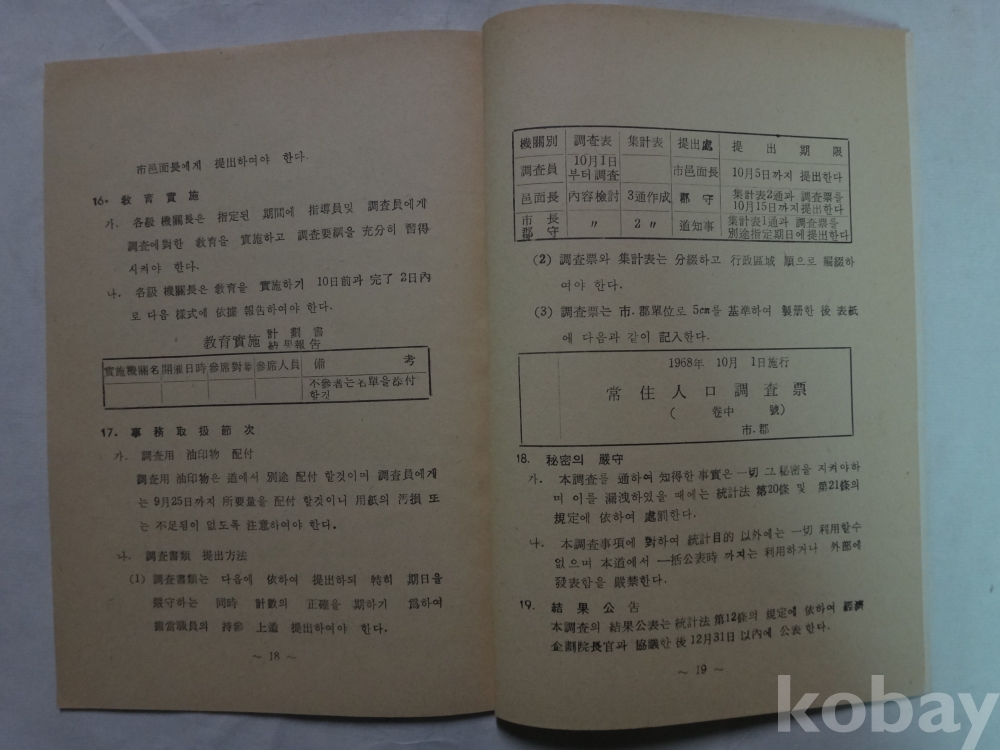 市邑面長에게 提出하여야 한다.
16. 敎育實施
가. 各級 機關長은 指定된 期間에 指導員및 調査員에게
調査에對한 敎育을 實施하고 調査要綱을 充分히 習得
시켜야 한다.
나. 各級 機關長은 敎育을 實施하기 10日前과 完了 2日內
로 다음 樣式에 依據 報告하여야 한다.
敎育實施 計劃書
結果報告
實施機關名 開催日時 參席對象 參席人員 備 考
不參者는名單을添付
할것
17. 事務取扱節次
가. 調査用 油印物 配付
調査用 油印物은 道에서 別途 配付 할것이며 調査員에게
는 9月25日까지 所要量을 配付 할것이니 用紙의 汚損 또
는 不足됨이 없도록 注意하여야 한다.
나. 調査書類 提出方法
(1) 調査書類는 다음에 依하여 提出하되 特히 期日을
嚴守하는 同時 計數의 正確을 期하기 爲하여
擔當職員의 持參 上道 提出하여야 한다.
~ 18 ~
機關別 調査表 集計表 提出處 提出期限
調査員 10月1日
부터調査 市邑面長 10月5日까지 提出한다
邑面長 內容檢討 3通作成 郡守 集計表2通과 調査票를
10月15日까지提出한다
市長
郡守 〃 2 〃 道知事 集計表1通과 調査票를
別途指定期日에提出한다
(2) 調査票와 集計表는 分綴하고 行政區域 順으로 編綴하
여야 한다.
(3) 調査票는 市.郡單位로 5cm를 基準하여 製册한 後 表紙
에 다음과 같이 記入한다.
1968年 10月 1日施行
常住人口調査票
( 卷中 號)
市.郡
18. 秘密의 嚴守
가. 本調査를 通하여 知得한 事實은 一切 그 秘密을 지켜야하
며 이를 漏洩하였을 때에는 統計法 第20條 및 第21條의
規定에 依하여 處罰한다.
나. 本調査事項에 對하여 統計目的 以外에는 一切 利用할수
없으며 本道에서 一括公表時 까지는 利用하거나 外部에
發表함을 嚴禁한다.
19. 結果公告
本調査의 結果公表는 統計法 第12條의 規定에 依하여 經濟
企劃院長官과 協議한 後 12月31日 以內에 公表 한다.
~ 19 ~
kobay